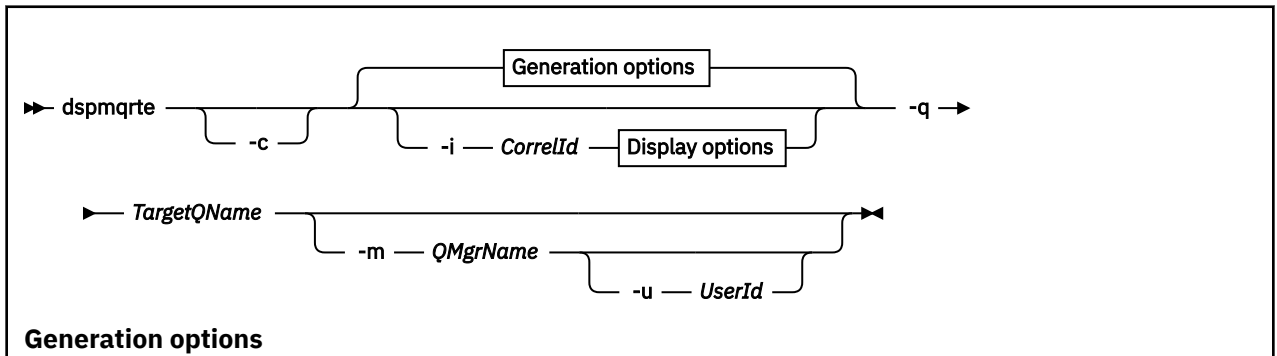 Generation options
dspmqrte -q
-c
-i CorrelId Display options
TargetQName
-m QMgrName
-u UserId
Generation options